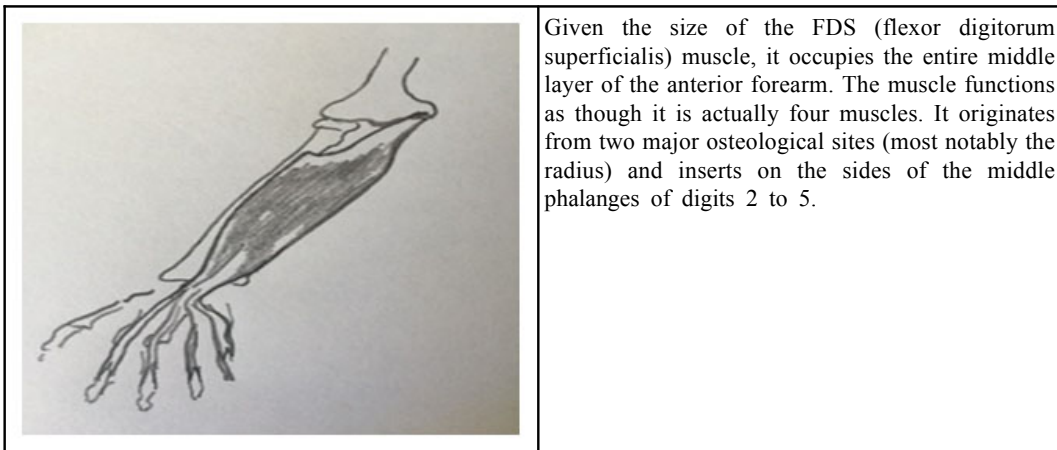 Given the size of the FDS (flexor digitorum
superficialis) muscle, it occupies the entire middle
layer of the anterior forearm. The muscle functions
as though it is actually four muscles. It originates
from two major osteological sites (most notably the
radius) and inserts on the sides of the middle
phalanges of digits 2 to 5.